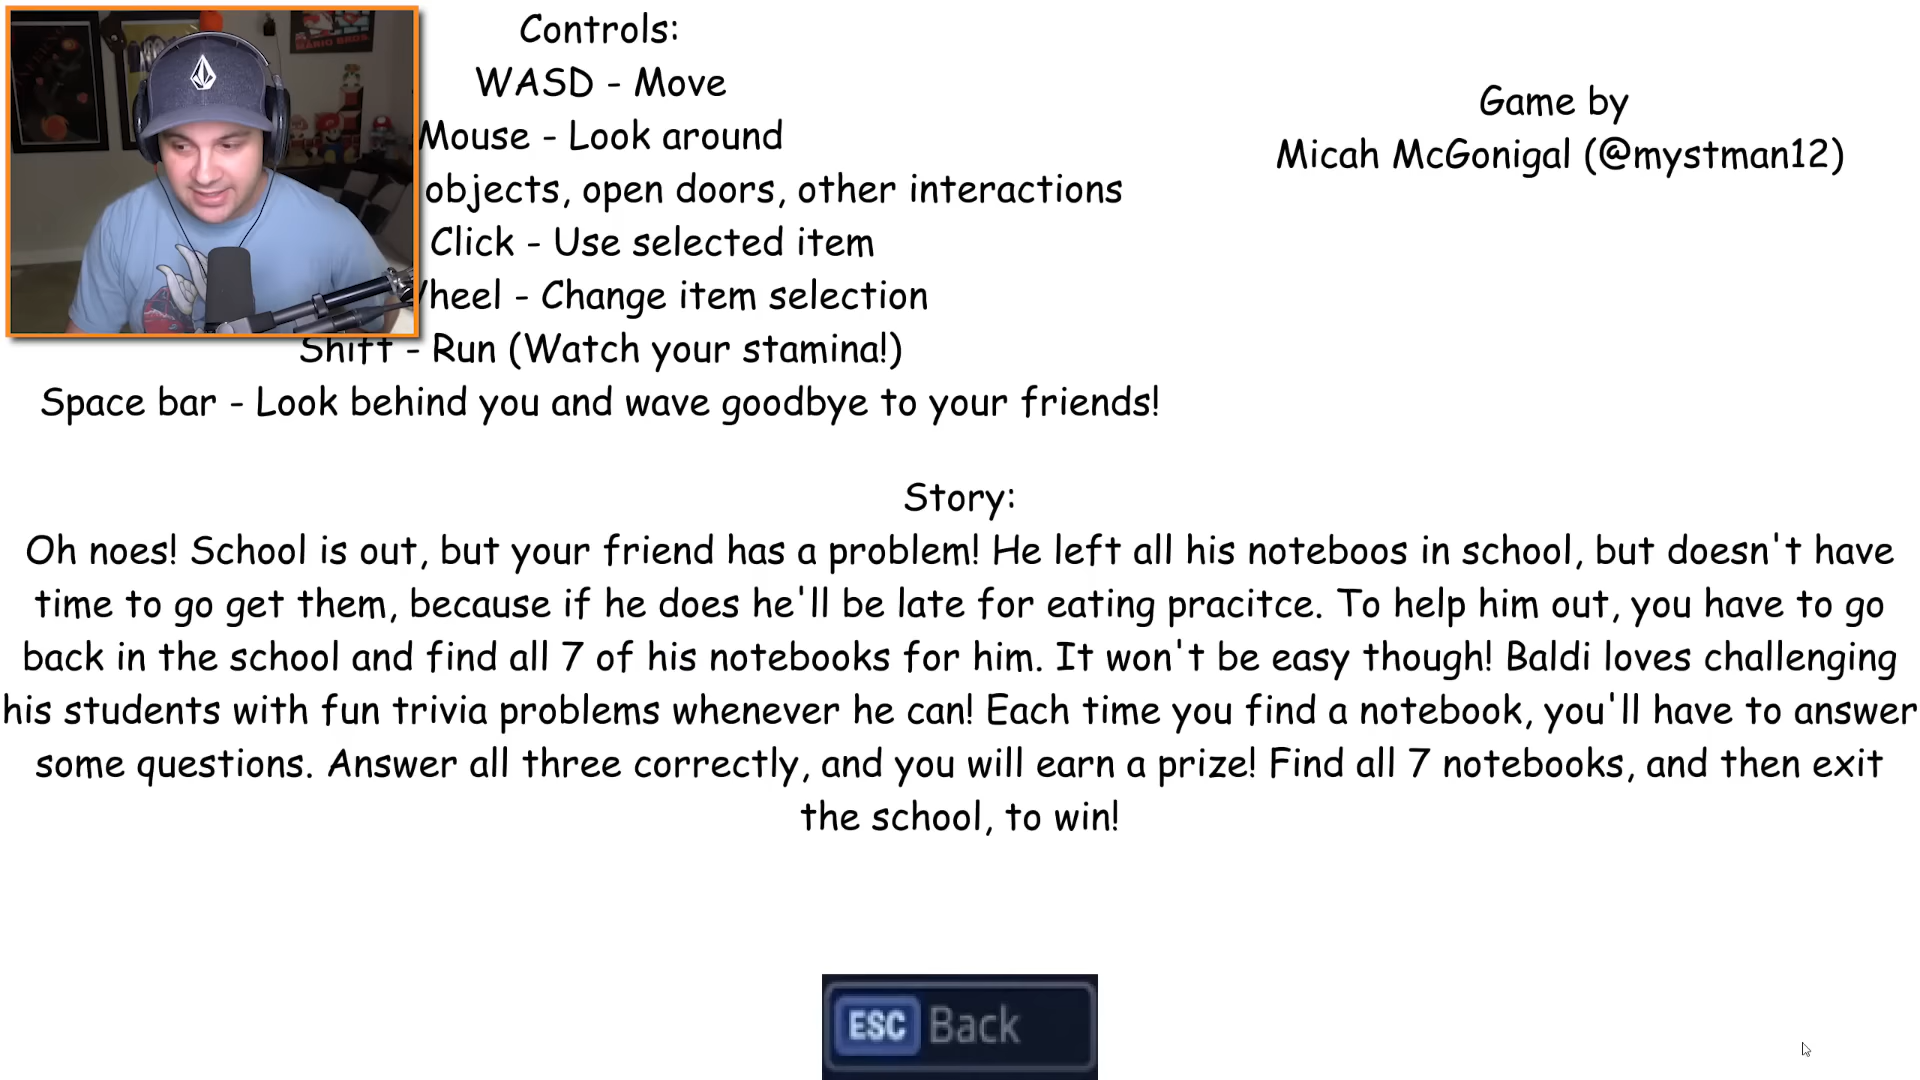 Controls:
WASD - Move
Mouse - Look around
objects, open doors, other interactions
Click - Use selected item
Wheel - Change item selection
Shift - Run (Watch your stamina!)
Space bar - Look behind you and wave goodbye to your friends!
Game by
Micah McGonigal (@mystman12)
Story:
Oh noes! School is out, but your friend has a problem! He left all his noteboos in school, but doesn't have
time to go get them, because if he does he'll be late for eating pracitce. To help him out, you have to go
back in the school and find all 7 of his notebooks for him. It won't be easy though! Baldi loves challenging
his students with fun trivia problems whenever he can! Each time you find a notebook, you'll have to answer
some questions. Answer all three correctly, and you will earn a prize! Find all 7 notebooks, and then exit
the school, to win!
ESC Back
MARIO BROS.